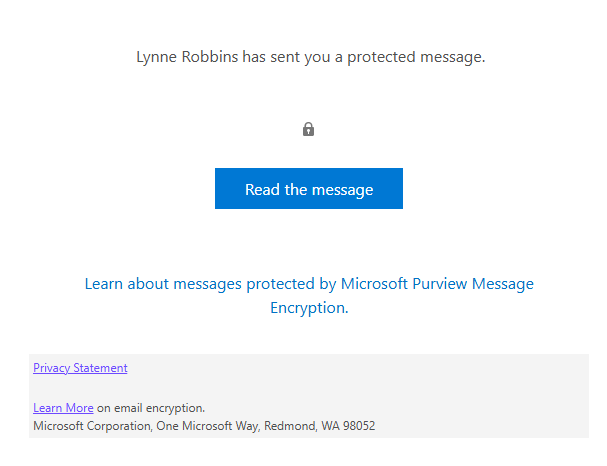 Lynne Robbins has sent you a protected message.
Read the message
Learn about messages protected by Microsoft Purview Message
Encryption.
Privacy Statement
Learn More on email encryption.
Microsoft Corporation, One Microsoft Way, Redmond, WA 98052